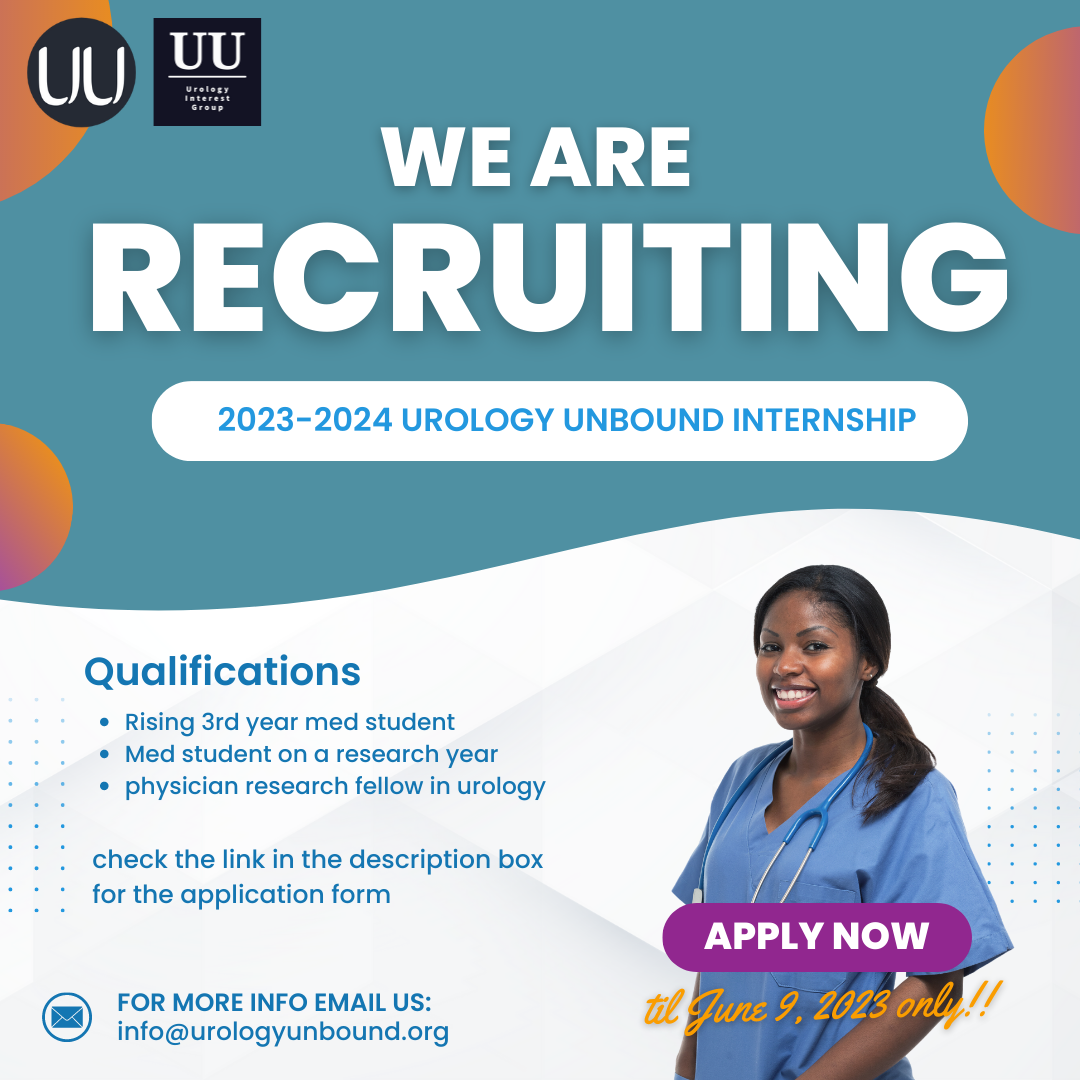 UU
UU
Urology
Interest
Group
WE ARE
RECRUITING
2023-2024 UROLOGY UNBOUND INTERNSHIP
Qualifications
• Rising 3rd year med student
• Med student on a research year
• physician research fellow in urology
check the link in the description box
for the application form
APPLY NOW
til June 9, 2023 only!!
FOR MORE INFO EMAIL US:
info@urologyunbound.org